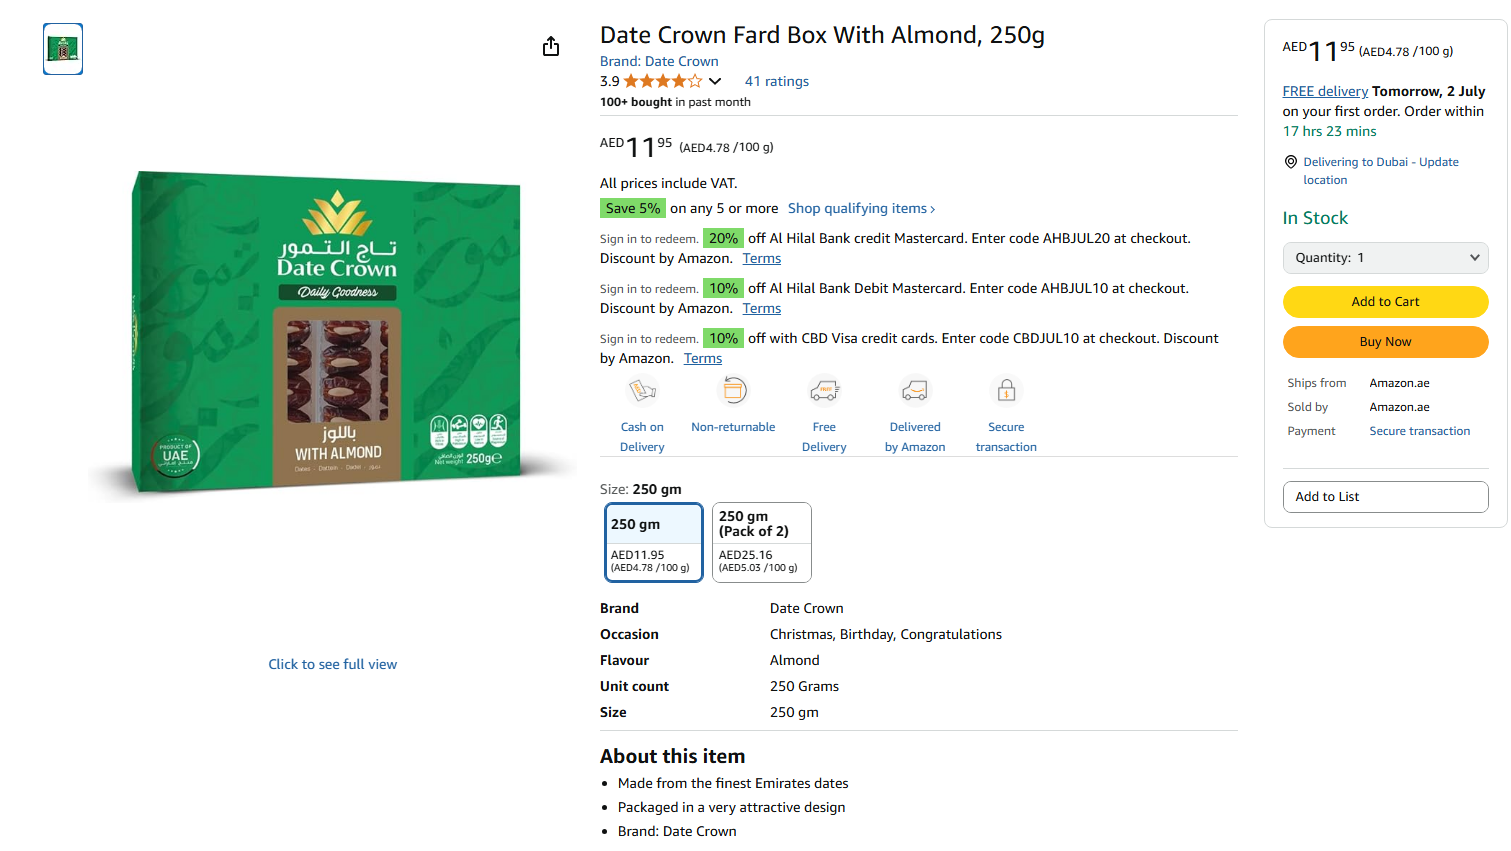 Date Crown Fard Box With Almond, 250g
Brand: Date Crown
3.9 41 ratings
100+ bought in past month
AED 11 95 (AED4.78 /100 g)
All prices include VAT.
Save 5% on any 5 or more Shop qualifying items ›
Sign in to redeem. 20% off Al Hilal Bank credit Mastercard. Enter code AHBJUL20 at checkout.
Discount by Amazon. Terms
Sign in to redeem. 10% off Al Hilal Bank Debit Mastercard. Enter code AHBJUL10 at checkout.
Discount by Amazon. Terms
Sign in to redeem. 10% off with CBD Visa credit cards. Enter code CBDJUL10 at checkout. Discount
by Amazon. Terms
Cash on
Delivery
Non-returnable
Free
Delivery
Delivered
by Amazon
Secure
transaction
Size: 250 gm
250 gm
AED11.95
(AED4.78 /100 g)
250 gm
(Pack of 2)
AED25.16
(AED5.03 /100 g)
Brand Date Crown
Occasion Christmas, Birthday, Congratulations
Flavour Almond
Unit count 250 Grams
Size 250 gm
About this item
• Made from the finest Emirates dates
• Packaged in a very attractive design
• Brand: Date Crown
تاج التمور
Date Crown
Daily Goodness
باللوز
WITH ALMOND
Dates - Datteln - Dadel - تمور
PRODUCT OF
UAE
Net weight 250g℮
Click to see full view
AED 11 95 (AED4.78 /100 g)
FREE delivery Tomorrow, 2 July
on your first order. Order within
17 hrs 23 mins
Delivering to Dubai - Update
location
In Stock
Quantity: 1
Add to Cart
Buy Now
Ships from Amazon.ae
Sold by Amazon.ae
Payment Secure transaction
Add to List